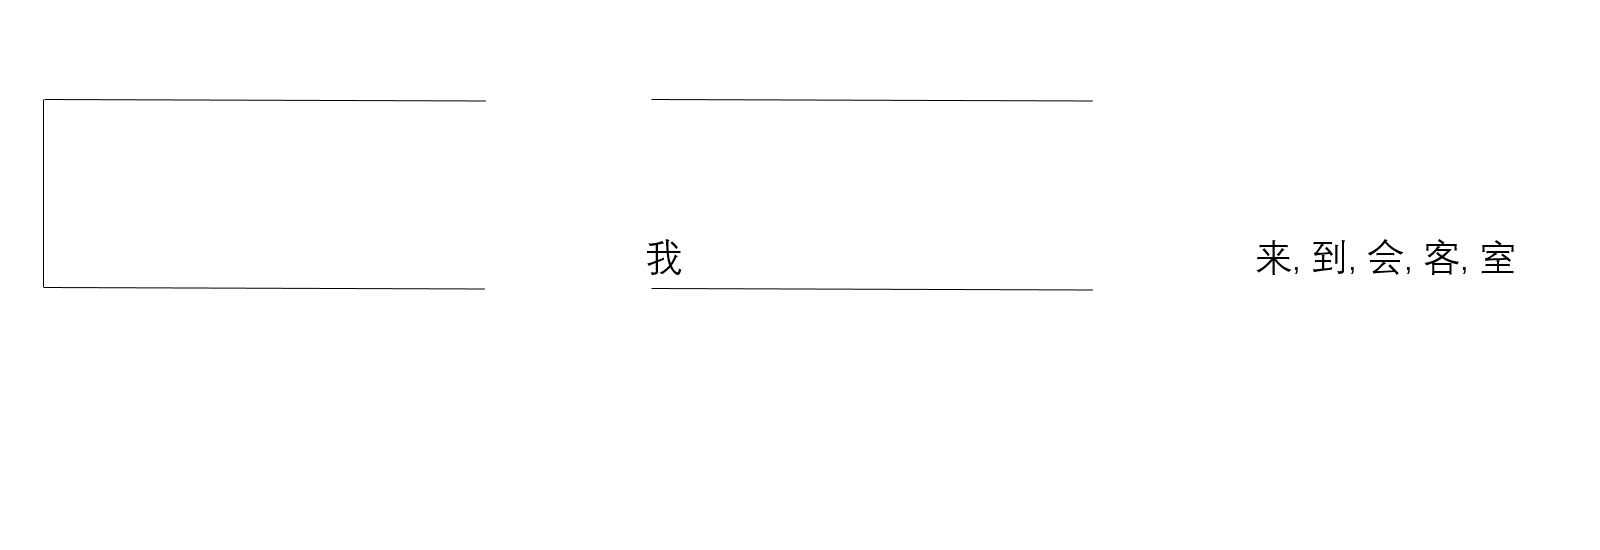 我 来, 到, 会, 客, 室